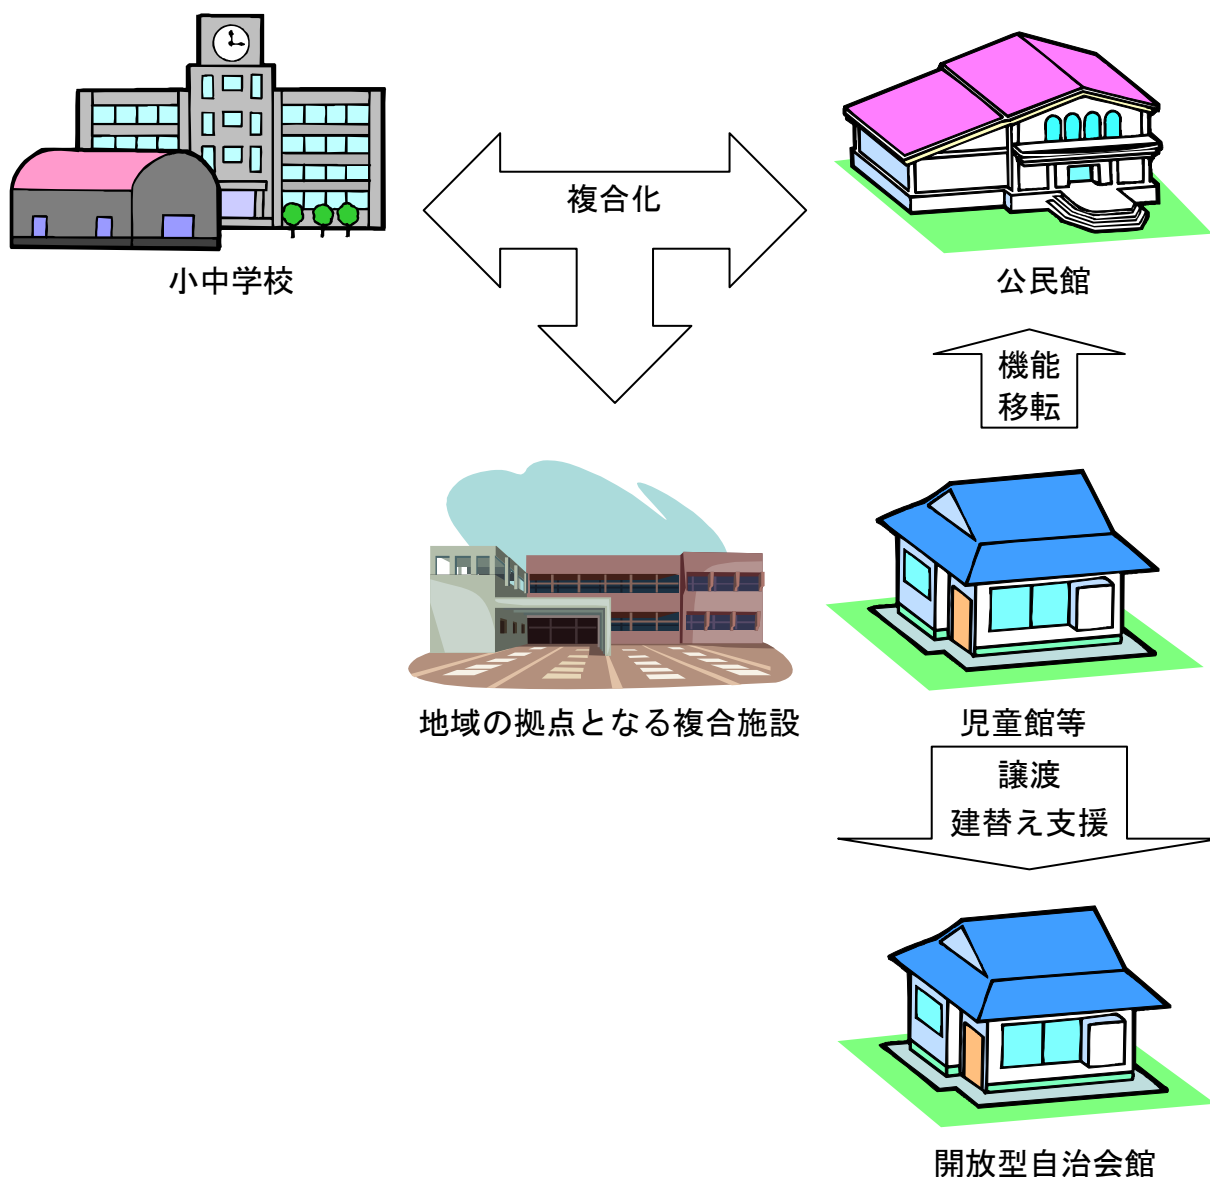 複合化
小中学校
公民館
機能
移転
地域の拠点となる複合施設
児童館等
譲渡
建替え支援
開放型自治会館